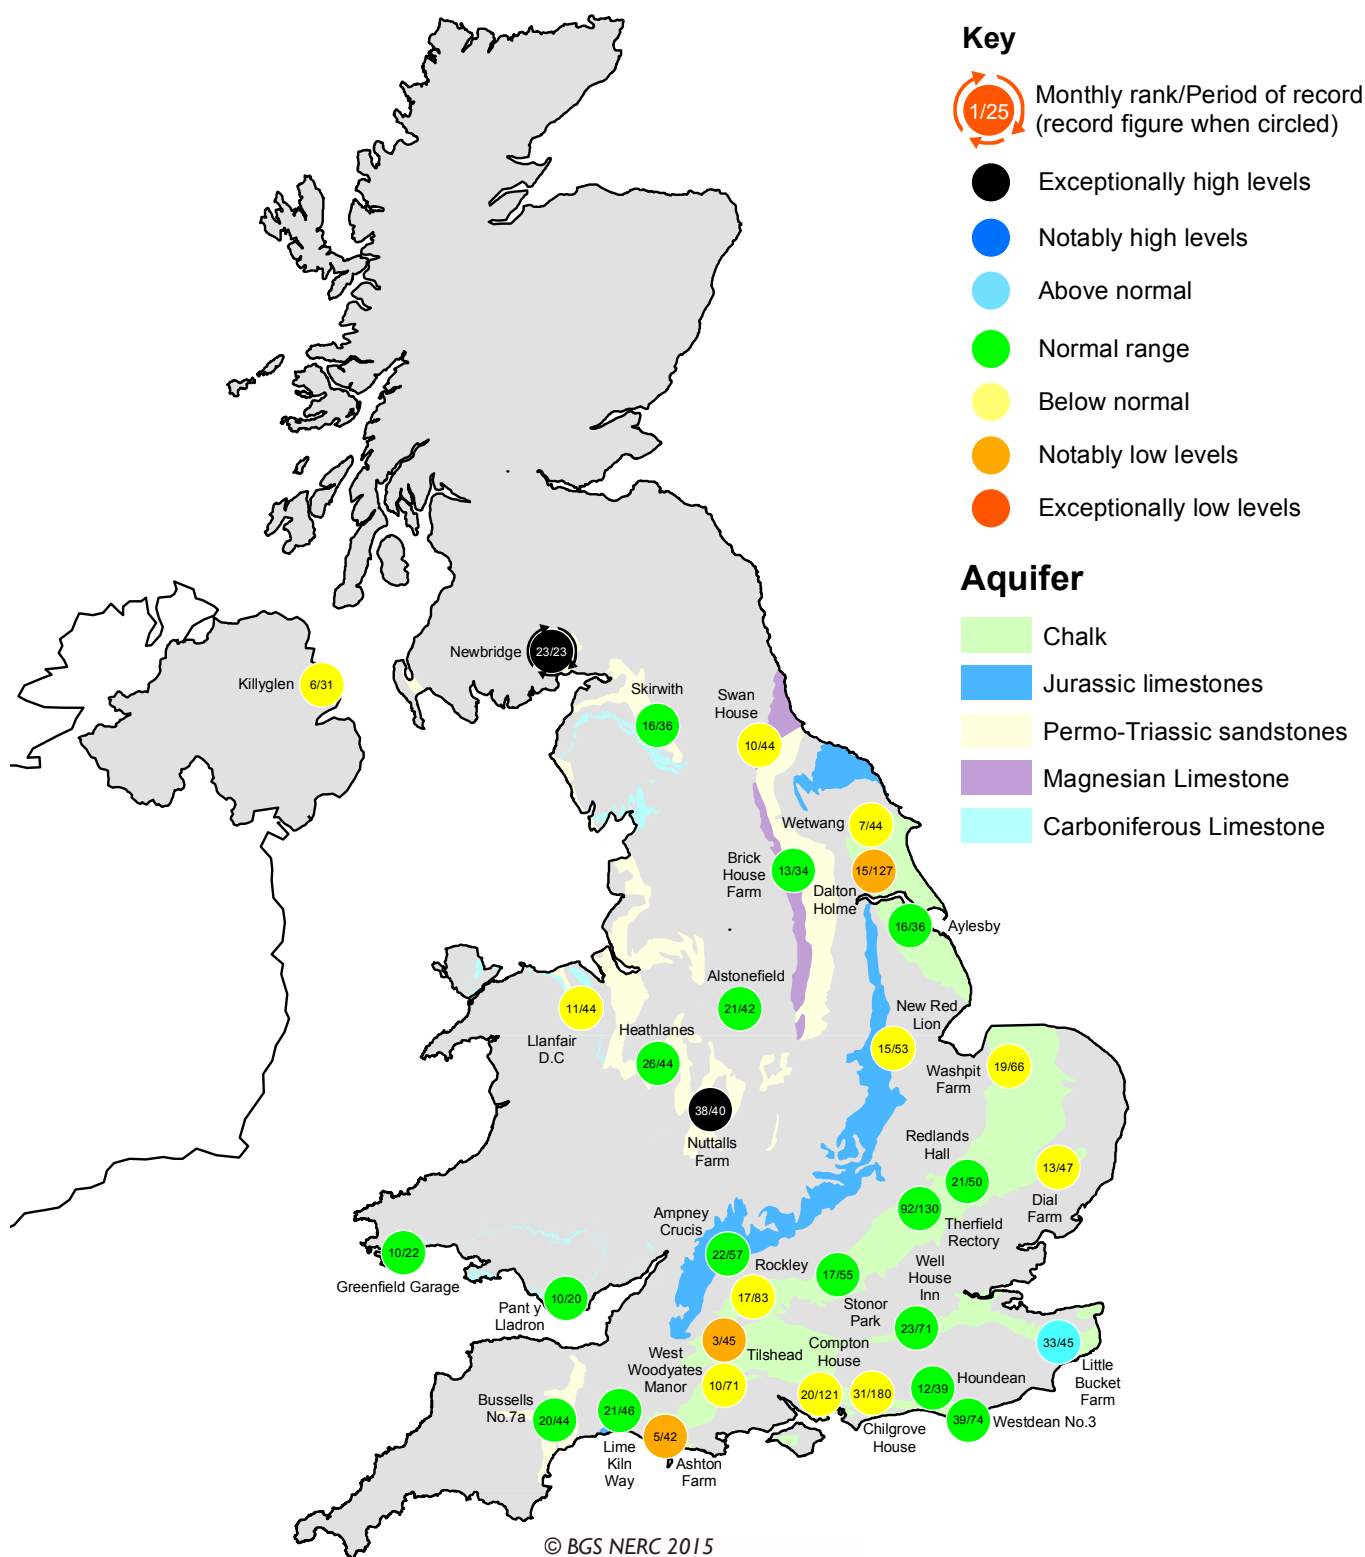 Key
1/25
Monthly rank/Period of record
(record figure when circled)
Exceptionally high levels
Notably high levels
Above normal
Normal range
Below normal
Notably low levels
Exceptionally low levels
Aquifer
Chalk
Jurassic limestones
Permo-Triassic sandstones
Magnesian Limestone
Carboniferous Limestone
Newbridge
23/23
Killyglen
6/31
Skirwith
16/36
Swan
House
10/44
Wetwang
7/44
Brick
House
Farm
13/34
15/127
Dalton
Holme
16/36
Aylesby
Alstonefield
21/42
11/44
Llanfair
D.C
Heathlanes
26/44
New Red
Lion
15/53
19/66
Washpit
Farm
38/40
Nuttalls
Farm
Redlands
Hall
21/50
13/47
Dial
Farm
92/130
Therfield
Rectory
Ampney
Crucis
22/57
10/22
Greenfield Garage
10/20
Pant y
Lladron
Rockley
17/83
17/55
Stonor
Park
Well
House
Inn
23/71
3/45
Tilshead
33/45
Little
Bucket
Farm
West
Woodyates
Manor
10/71
Compton
House
20/121
31/180
Chilgrove
House
12/39
Houndean
39/74
Westdean No.3
Bussells
No.7a
20/44
21/46
Lime
Kiln
Way
5/42
Ashton
Farm
© BGS NERC 2015